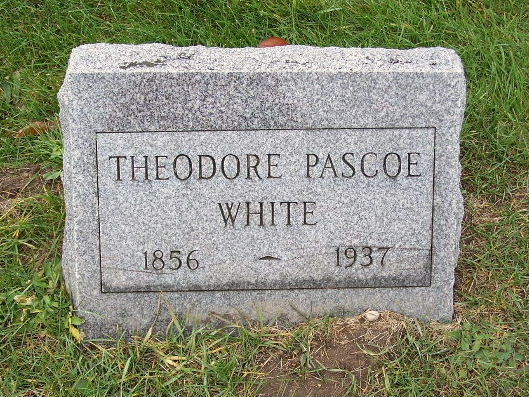 THEODORE PASCOE
WHITE
1856 - 1937